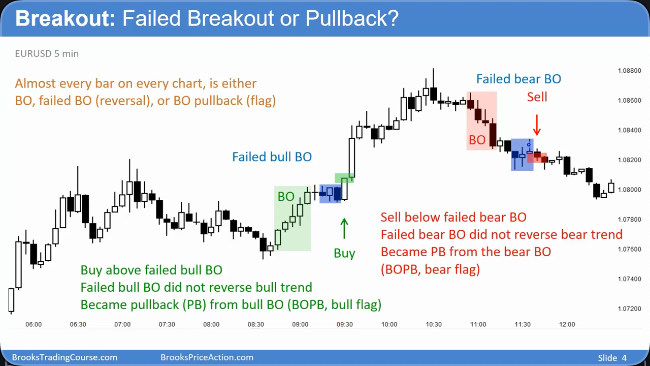 Breakout: Failed Breakout or Pullback?
EURUSD 5 min
Almost every bar on every chart, is either
BO, failed BO (reversal), or BO pullback (flag)
Failed bear BO
Sell
BO
Failed bull BO
BO
Buy
Sell below failed bear BO
Failed bear BO did not reverse bear trend
Became PB from the bear BO
(BOPB, bear flag)
Buy above failed bull BO
Failed bull BO did not reverse bull trend
Became pullback (PB) from bull BO (BOPB, bull flag)
1.08800
1.08600
1.08400
1.08200
1.08000
1.07800
1.07600
1.07400
1.07200
06:00 06:30 07:00 07:30 08:00 08:30 09:00 09:30 10:00 10:30 11:00 11:30 12:00
BrooksTradingCourse.com BrooksPriceAction.com Slide 4